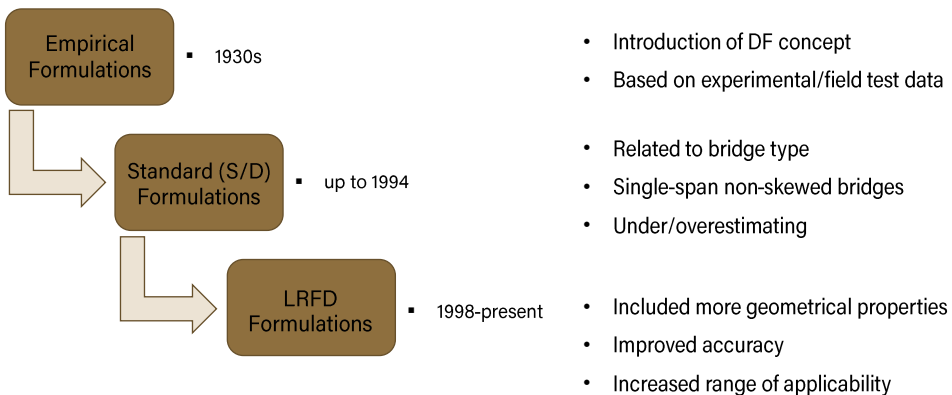 Empirical
Formulations
▪ 1930s
• Introduction of DF concept
• Based on experimental/field test data
Standard (S/D)
Formulations
▪ up to 1994
• Related to bridge type
• Single-span non-skewed bridges
• Under/overestimating
LRFD
Formulations
▪ 1998-present
• Included more geometrical properties
• Improved accuracy
• Increased range of applicability